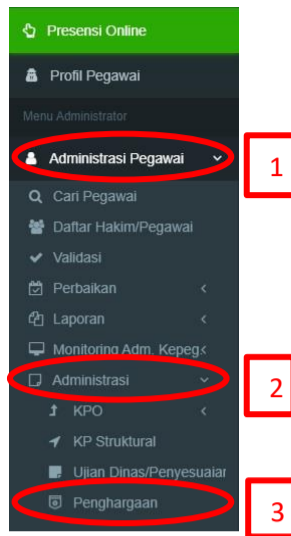 Presensi Online
Profil Pegawai
Menu Administrator
Administrasi Pegawai
1
Cari Pegawai
Daftar Hakim/Pegawai
Validasi
Perbaikan
Laporan
Monitoring Adm. Kepeg
Administrasi
2
KPO
KP Struktural
Ujian Dinas/Penyesuaian
Penghargaan
3